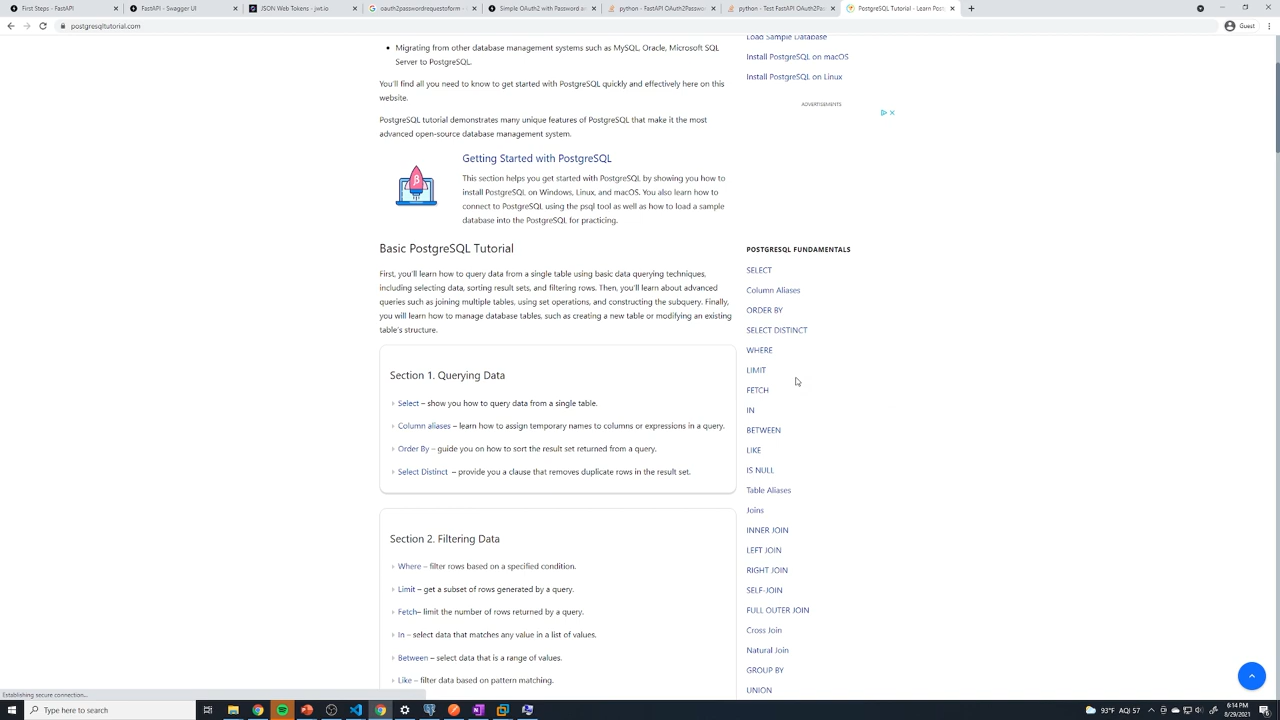 First Steps - FastAPI
FastAPI - Swagger UI
JSON Web Tokens - jwt.io
oauth2passwordrequestform -
Simple OAuth2 with Password an
python - FastAPI OAuth2Passwo
python - Test FastAPI OAuth2Pas
PostgreSQL Tutorial - Learn Post
postgresqltutorial.com
Guest
Migrating from other database management systems such as MySQL, Oracle, Microsoft SQL
Server to PostgreSQL.
You'll find all you need to know to get started with PostgreSQL quickly and effectively here on this
website.
PostgreSQL tutorial demonstrates many unique features of PostgreSQL that make it the most
advanced open-source database management system.
Getting Started with PostgreSQL
This section helps you get started with PostgreSQL by showing you how to
install PostgreSQL on Windows, Linux, and macOS. You also learn how to
connect to PostgreSQL using the psql tool as well as how to load a sample
database into the PostgreSQL for practicing.
Basic PostgreSQL Tutorial
First, you'll learn how to query data from a single table using basic data querying techniques,
including selecting data, sorting result sets, and filtering rows. Then, you'll learn about advanced
queries such as joining multiple tables, using set operations, and constructing the subquery. Finally,
you will learn how to manage database tables, such as creating a new table or modifying an existing
table's structure.
Section 1. Querying Data
Select – show you how to query data from a single table.
Column aliases – learn how to assign temporary names to columns or expressions in a query.
Order By – guide you on how to sort the result set returned from a query.
Select Distinct – provide you a clause that removes duplicate rows in the result set.
Section 2. Filtering Data
Where – filter rows based on a specified condition.
Limit – get a subset of rows generated by a query.
Fetch– limit the number of rows returned by a query.
In – select data that matches any value in a list of values.
Between – select data that is a range of values.
Like – filter data based on pattern matching.
Load Sample Database
Install PostgreSQL on macOS
Install PostgreSQL on Linux
ADVERTISEMENTS
POSTGRESQL FUNDAMENTALS
SELECT
Column Aliases
ORDER BY
SELECT DISTINCT
WHERE
LIMIT
FETCH
IN
BETWEEN
LIKE
IS NULL
Table Aliases
Joins
INNER JOIN
LEFT JOIN
RIGHT JOIN
SELF-JOIN
FULL OUTER JOIN
Cross Join
Natural Join
GROUP BY
UNION
Establishing secure connection...
Type here to search
93°F AQI 57
6:14 PM
8/29/2021